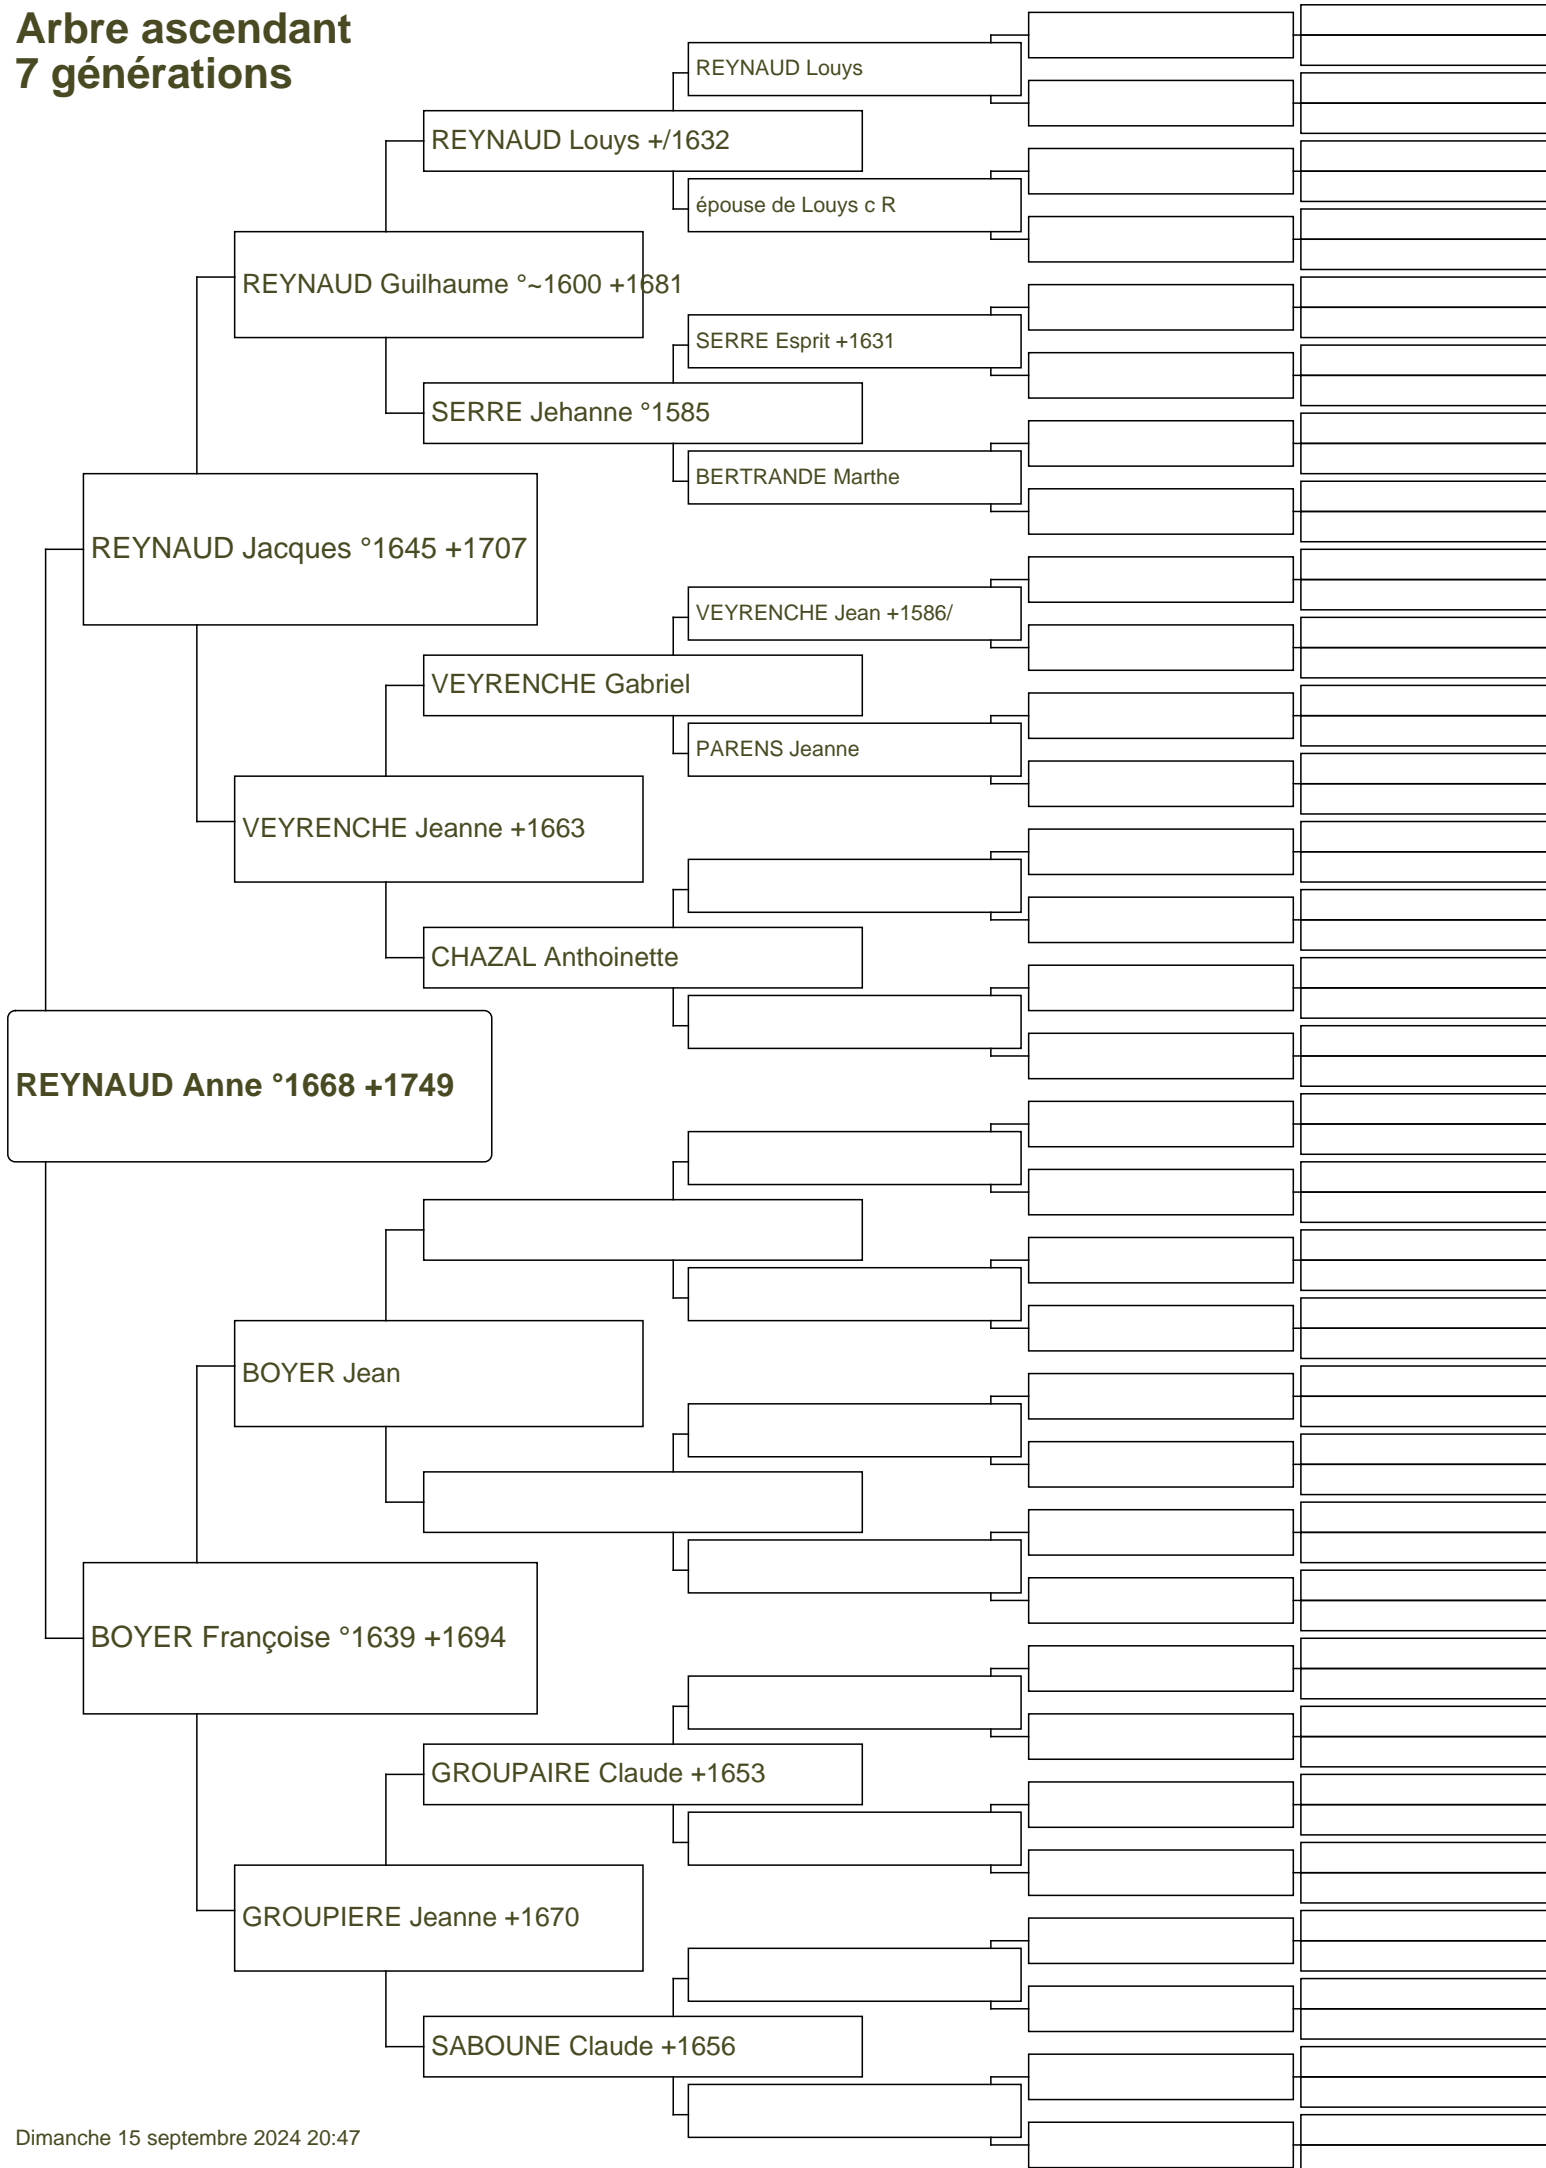 Arbre ascendant
7 générations
REYNAUD Louys
REYNAUD Louys +/1632
épouse de Louys c R
REYNAUD Guilhaume °~1600 +1681
SERRE Esprit +1631
SERRE Jehanne °1585
BERTRANDE Marthe
REYNAUD Jacques °1645 +1707
VEYRENCHE Jean +1586/
VEYRENCHE Gabriel
PARENS Jeanne
VEYRENCHE Jeanne +1663
CHAZAL Anthoinette
REYNAUD Anne °1668 +1749
BOYER Jean
BOYER Françoise °1639 +1694
GROUPAIRE Claude +1653
GROUPIERE Jeanne +1670
SABOUNE Claude +1656
Dimanche 15 septembre 2024 20:47